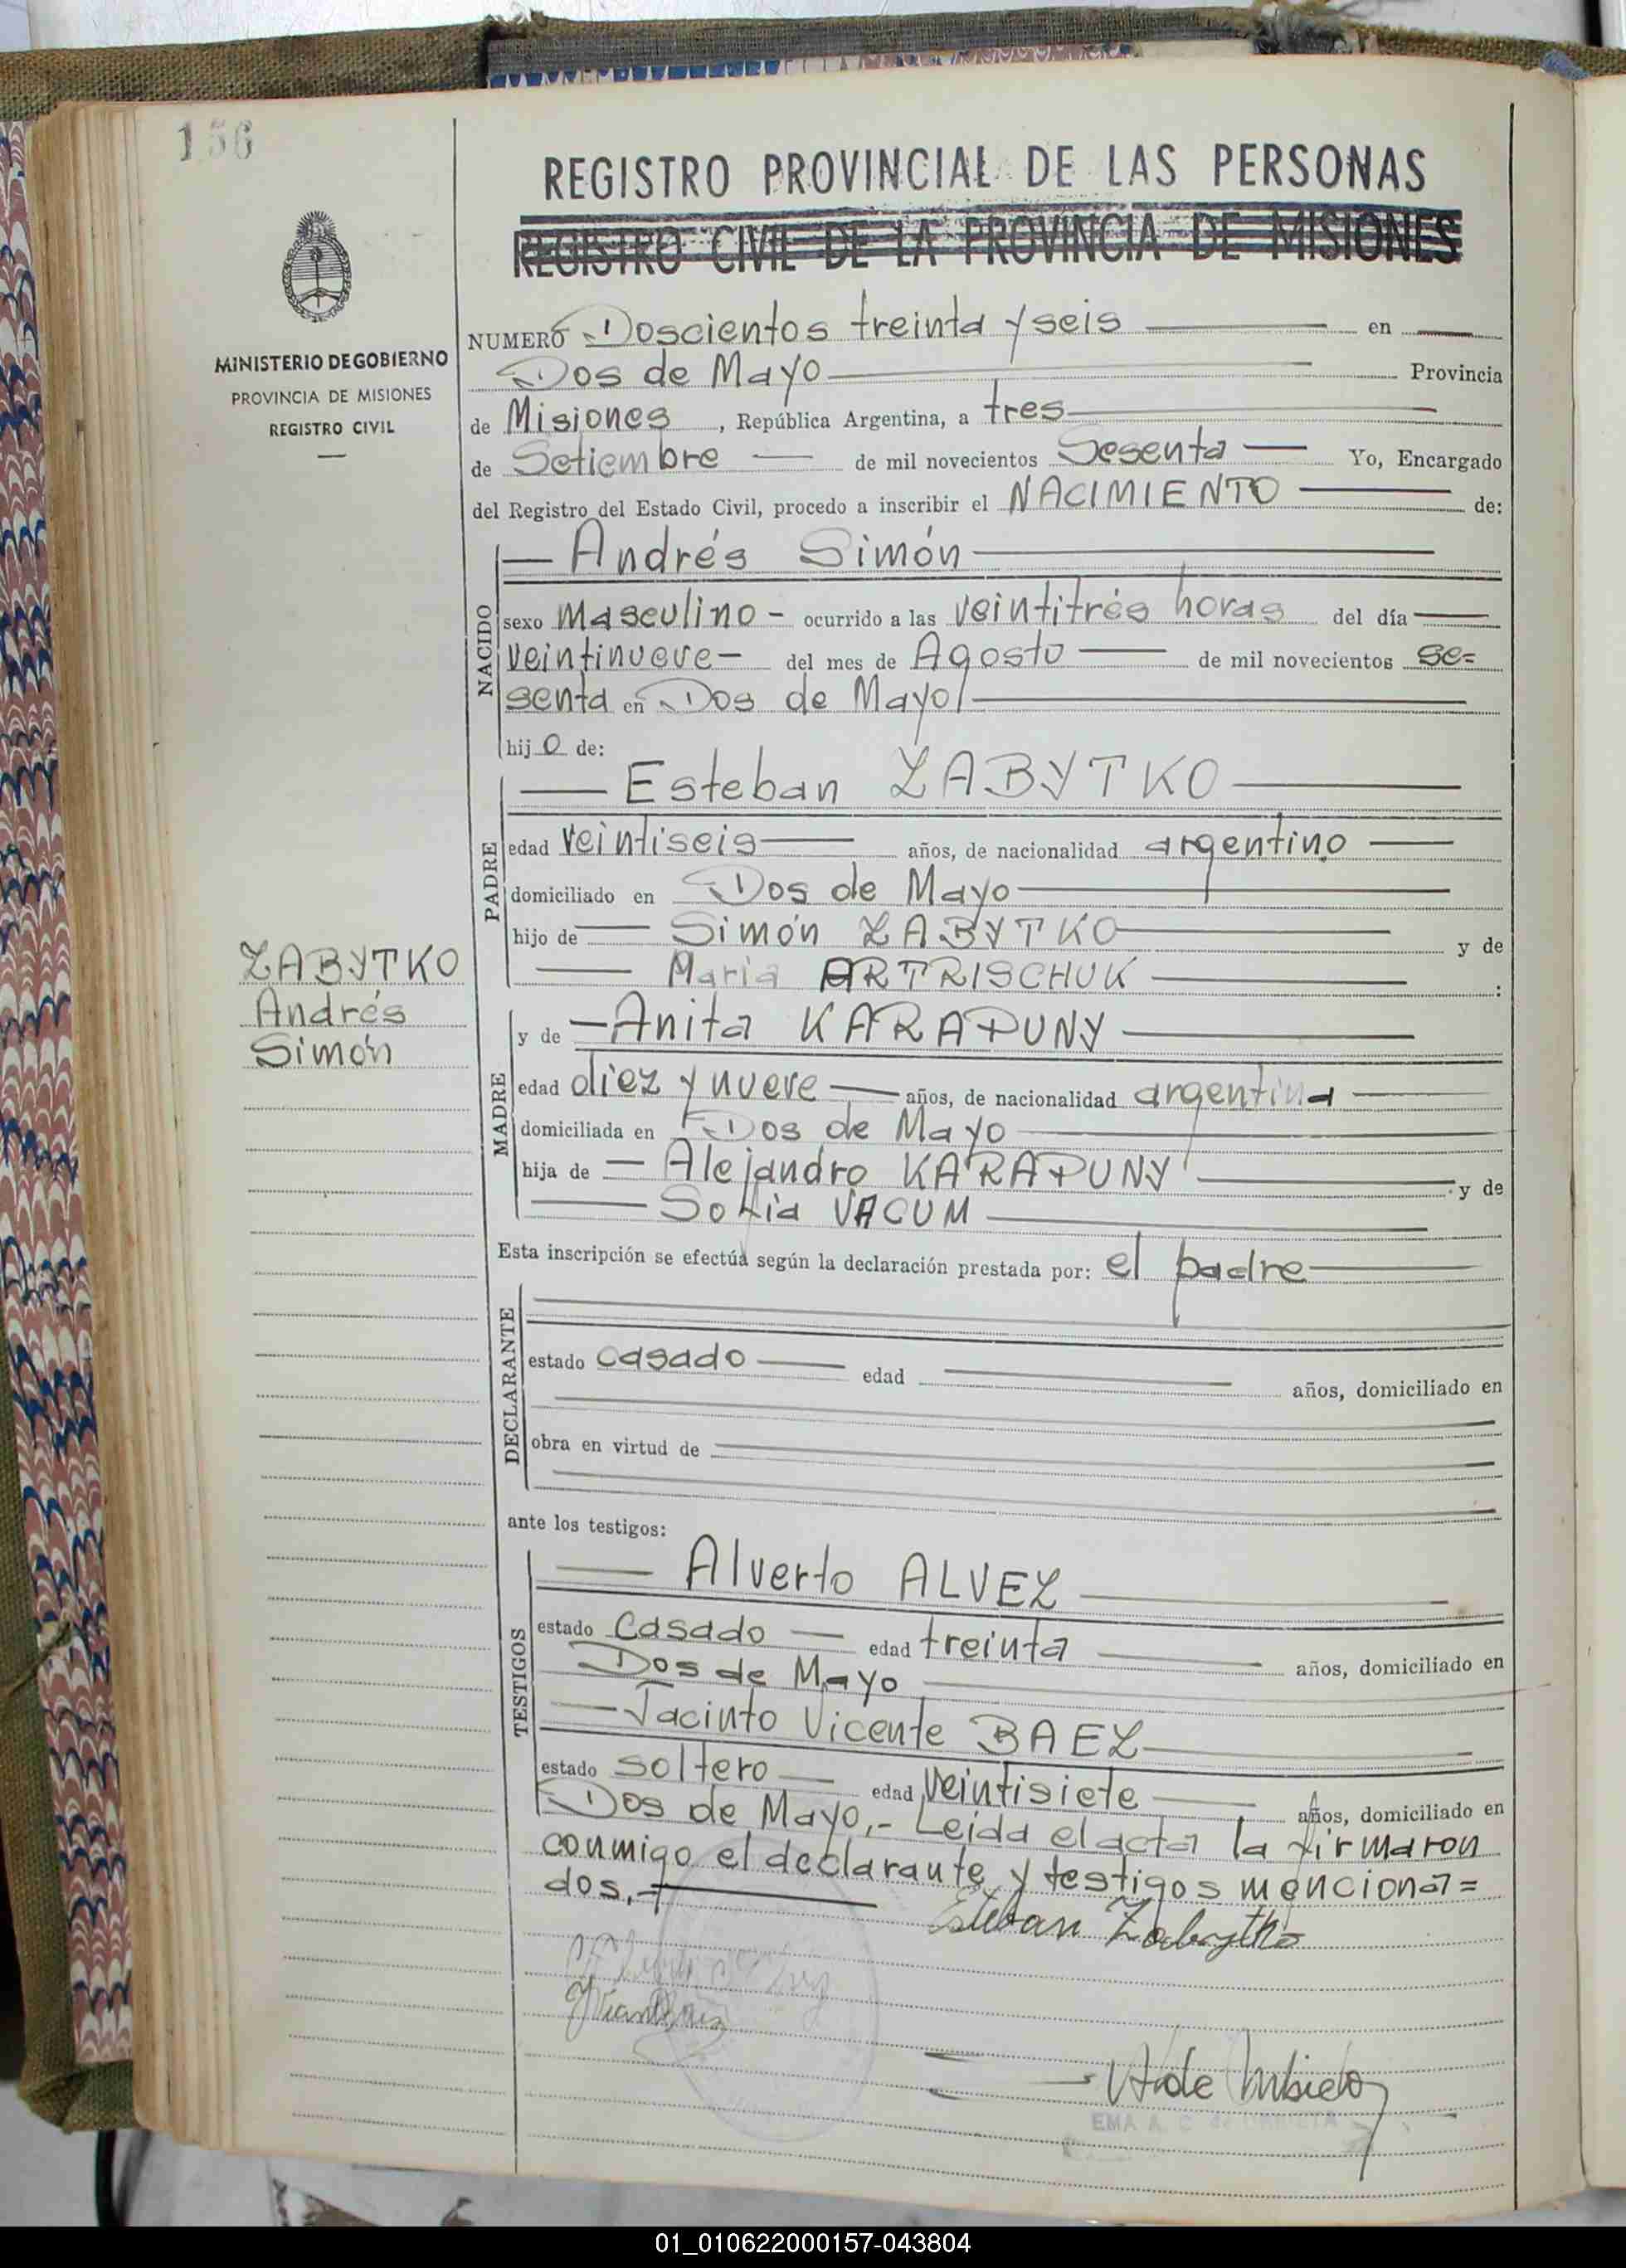 156
REGISTRO PROVINCIAL DE LAS PERSONAS
REGISTRO CIVIL DE LA PROVINCIA DE MISIONES
MINISTERIO DE GOBIERNO
PROVINCIA DE MISIONES
REGISTRO CIVIL
NUMERO Doscientos treinta y seis en
Dos de Mayo Provincia
de Misiones, República Argentina, a tres
de Setiembre de mil novecientos Sesenta Yo, Encargado
del Registro del Estado Civil, procedo a inscribir el NACIMIENTO de:
NACIDO
Andrés Simón
sexo Masculino - ocurrido a las veintitrés horas del día
veintinueve- del mes de Agosto de mil novecientos se=
senta en Dos de Mayo
hijo de:
PADRE
Esteban ZABYTKO
edad veintiseis años, de nacionalidad argentino
domiciliado en Dos de Mayo
hijo de Simón ZABYTKO y de
Maria ARTRISCHUK :
ZABYTKO
Andrés
Simón
MADRE
y de -Anita KARAPUNY
edad diez y nueve años, de nacionalidad argentina
domiciliada en Dos de Mayo
hija de Alejandro KARAPUNY y de
Sofia VACUM
Esta inscripción se efectúa según la declaración prestada por: el padre
DECLARANTE
estado casado edad años, domiciliado en
obra en virtud de
ante los testigos:
TESTIGOS
Alverto ALVEZ
estado casado edad treinta años, domiciliado en
Dos de Mayo
Jacinto Vicente BAEZ
estado soltero edad veintisiete años, domiciliado en
Dos de Mayo,.- Leida el acta la firmaron
conmigo el declarante y testigos menciona=
dos,.-
Esteban Zabytko
EMA A. C. de
01_010622000157-043804